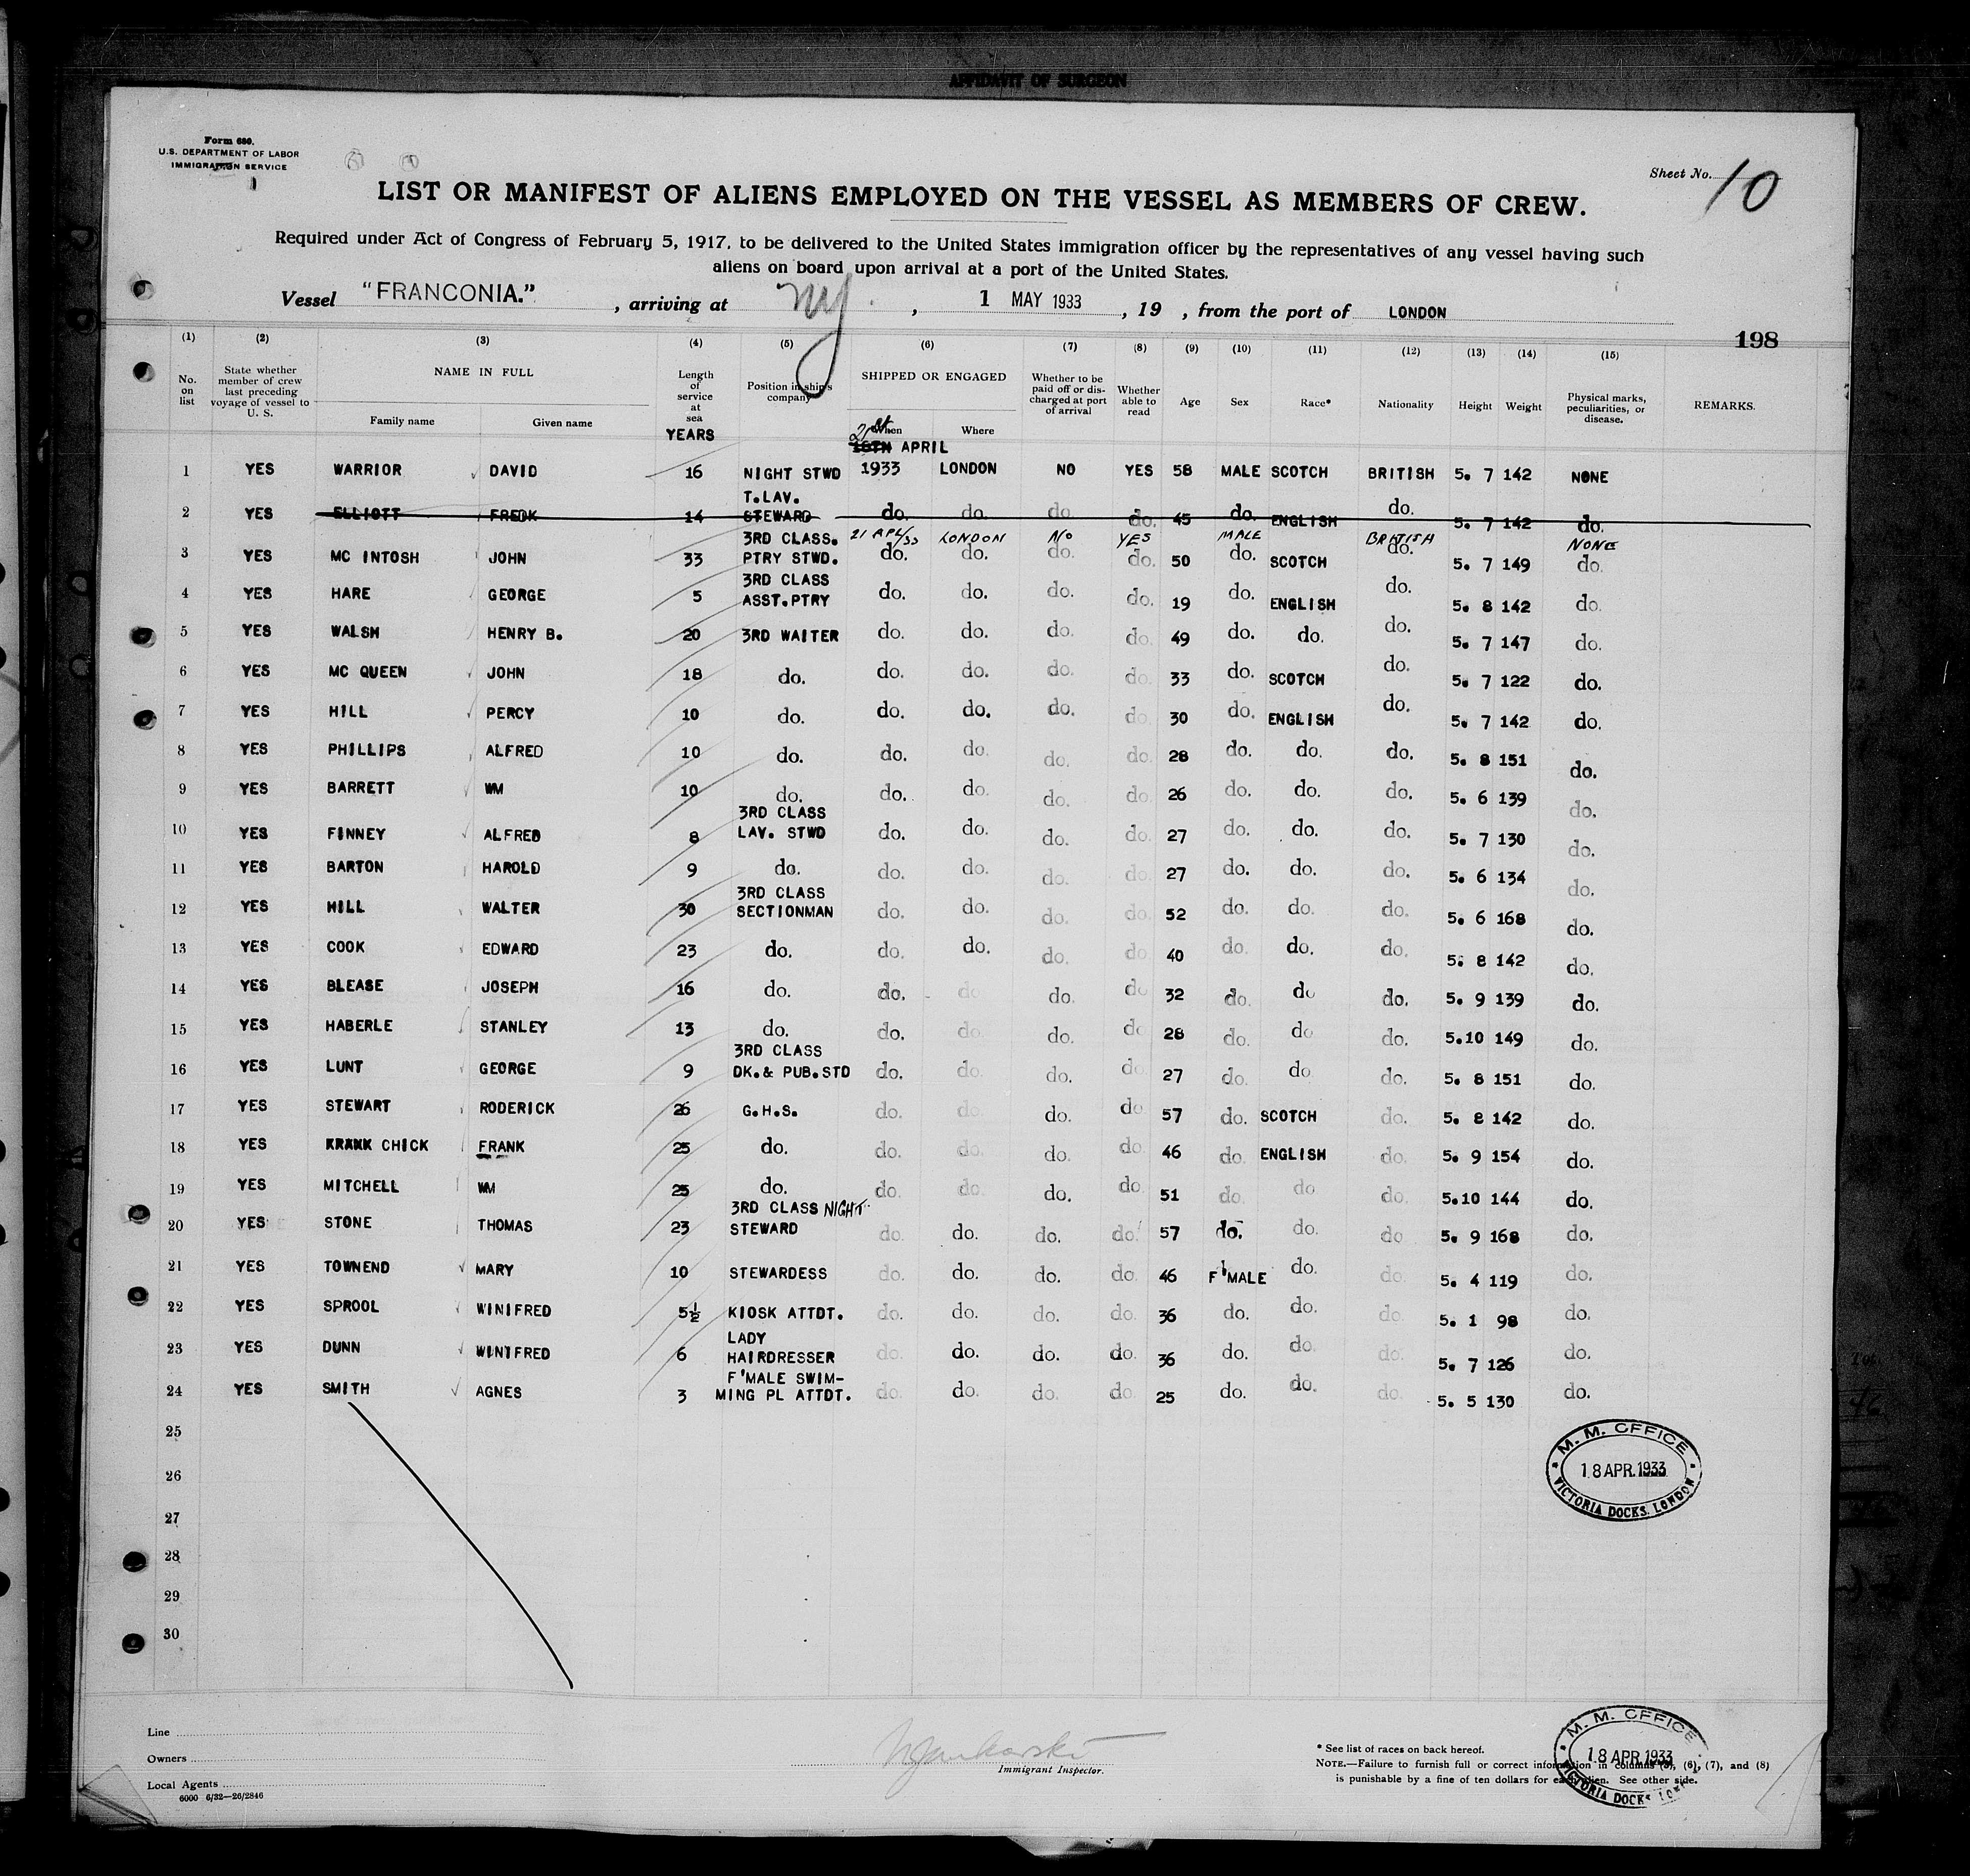 AFFIDAVIT OF SURGEON
Form 680.
U.S. DEPARTMENT OF LABOR
IMMIGRATION SERVICE
Sheet No. 10
LIST OR MANIFEST OF ALIENS EMPLOYED ON THE VESSEL AS MEMBERS OF CREW.
Required under Act of Congress of February 5, 1917, to be delivered to the United States immigration officer by the representatives of any vessel having such
aliens on board upon arrival at a port of the United States.
Vessel "FRANCONIA." , arriving at NY. , 1 MAY 1933 , 19 , from the port of LONDON
198
(1) (2) (3) (4) (5) (6) (7) (8) (9) (10) (11) (12) (13) (14) (15)
No. on list State whether member of crew last preceding voyage of vessel to U. S. NAME IN FULL Family name Given name Length of service at sea Position in ship's company SHIPPED OR ENGAGED When Where Whether to be paid off or discharged at port of arrival Whether able to read Age Sex Race* Nationality Height Weight Physical marks, peculiarities, or disease. REMARKS.
YEARS 21st 18TH APRIL
1 YES WARRIOR DAVID 16 NIGHT STWD 1933 LONDON NO YES 58 MALE SCOTCH BRITISH 5. 7 142 NONE
2 YES ELLIOTT FREDK 14 T.LAV. STEWARD do. do. do. do. 45 do. ENGLISH do. 5. 7 142 do.
21 APL/33 LONDON NO YES MALE BRITISH NONE
3 YES MC INTOSH JOHN 33 3RD CLASS. PTRY STWD. do. do. do. do. 50 do. SCOTCH do. 5. 7 149 do.
4 YES HARE GEORGE 5 3RD CLASS ASST.PTRY do. do. do. do. 19 do. ENGLISH do. 5. 8 142 do.
5 YES WALSH HENRY B. 20 3RD WAITER do. do. do. do. 49 do. do. do. 5. 7 147 do.
6 YES MC QUEEN JOHN 18 do. do. do. do. do. 33 do. SCOTCH do. 5. 7 122 do.
7 YES HILL PERCY 10 do. do. do. do. do 30 do. ENGLISH do. 5. 7 142 do.
8 YES PHILLIPS ALFRED 10 do. do. do. do. do. 28 do. do. do. 5. 8 151 do.
9 YES BARRETT WM 10 do. do. do. do. do. 26 do. do. do. 5. 6 139 do.
10 YES FINNEY ALFRED 8 3RD CLASS LAV. STWD do. do. do. do. 27 do. do. do. 5. 7 130 do.
11 YES BARTON HAROLD 9 do. do. do. do. do. 27 do. do. do. 5. 6 134 do.
12 YES HILL WALTER 30 3RD CLASS SECTIONMAN do. do. do. do. 52 do. do. do. 5. 6 168 do.
13 YES COOK EDWARD 23 do. do. do. do. do 40 do. do. do. 5. 8 142 do.
14 YES BLEASE JOSEPH 16 do. do. do do. do 32 do. do do. 5. 9 139 do.
15 YES HABERLE STANLEY 13 do. do. do. do. do 28 do. do do. 5.10 149 do.
16 YES LUNT GEORGE 9 3RD CLASS DK.& PUB.STD do. do. do. do 27 do. do do. 5. 8 151 do.
17 YES STEWART RODERICK 26 G.H.S. do. do. do. do 57 do. SCOTCH do. 5. 8 142 do.
18 YES FRANK CHICK FRANK 25 do. do. do. do. do. 46 do. ENGLISH do. 5. 9 154 do.
19 YES MITCHELL WM 25 do. do. do. do. do 51 do do do. 5.10 144 do.
20 YES STONE THOMAS 23 3RD CLASS NIGHT STEWARD do. do. do. do. 57 do. do. do 5. 9 168 do.
21 YES TOWNEND MARY 10 STEWARDESS do. do. do. do. 46 F'MALE do. do. 5. 4 119 do.
22 YES SPROOL WINIFRED 5½ KIOSK ATTDT. do. do. do. do. 36 do. do. do. 5. 1 98 do.
23 YES DUNN WINIFRED 6 LADY HAIRDRESSER do. do. do. do. 36 do. do. do. 5. 7 126 do.
24 YES SMITH AGNES 3 F'MALE SWIM- MING PL ATTDT. do. do. do. do. 25 do. do. do. 5. 5 130 do.
25
26
27
28
29
30
M. M. OFFICE
18 APR. 1933
VICTORIA DOCKS. LONDON
Line
Owners
Local Agents
6000 6/32—26/2846
Immigrant Inspector.
* See list of races on back hereof.
NOTE.—Failure to furnish full or correct information in columns (5), (6), (7), and (8)
is punishable by a fine of ten dollars for each alien. See other side.
M. M. OFFICE
18 APR. 1933
VICTORIA DOCKS LONDON